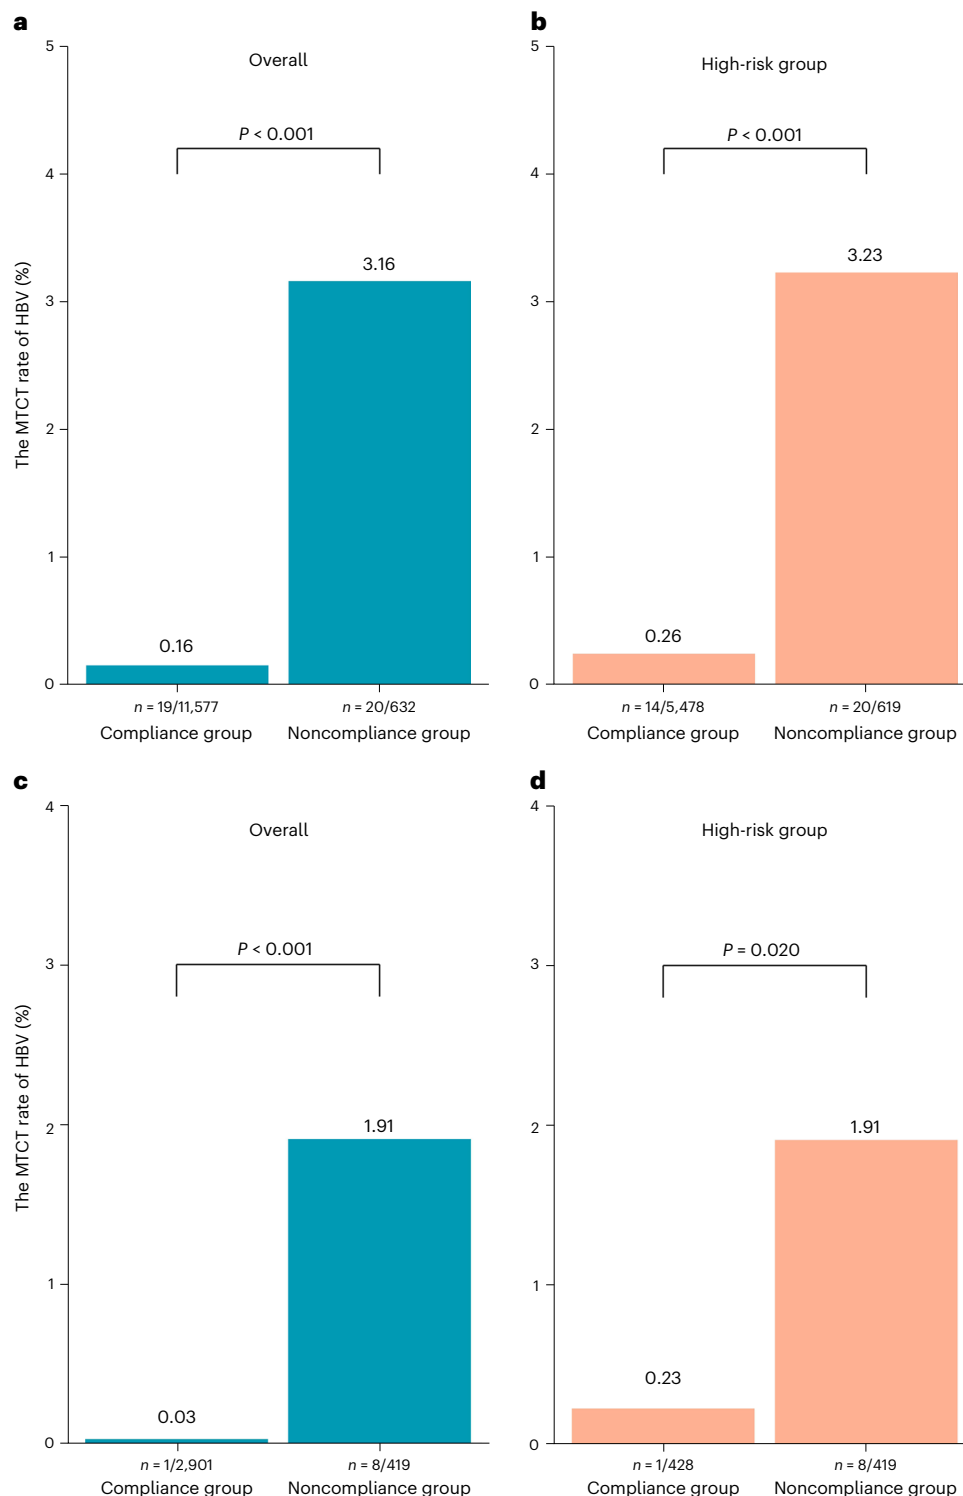 a
Overall
P < 0.001
5
4
3
2
1
0
The MTCT rate of HBV (%)
0.16
3.16
n = 19/11,577
n = 20/632
Compliance group
Noncompliance group
b
High-risk group
P < 0.001
5
4
3
2
1
0
0.26
3.23
n = 14/5,478
n = 20/619
Compliance group
Noncompliance group
c
Overall
P < 0.001
4
3
2
1
0
The MTCT rate of HBV (%)
0.03
1.91
n = 1/2,901
n = 8/419
Compliance group
Noncompliance group
d
High-risk group
P = 0.020
4
3
2
1
0
0.23
1.91
n = 1/428
n = 8/419
Compliance group
Noncompliance group